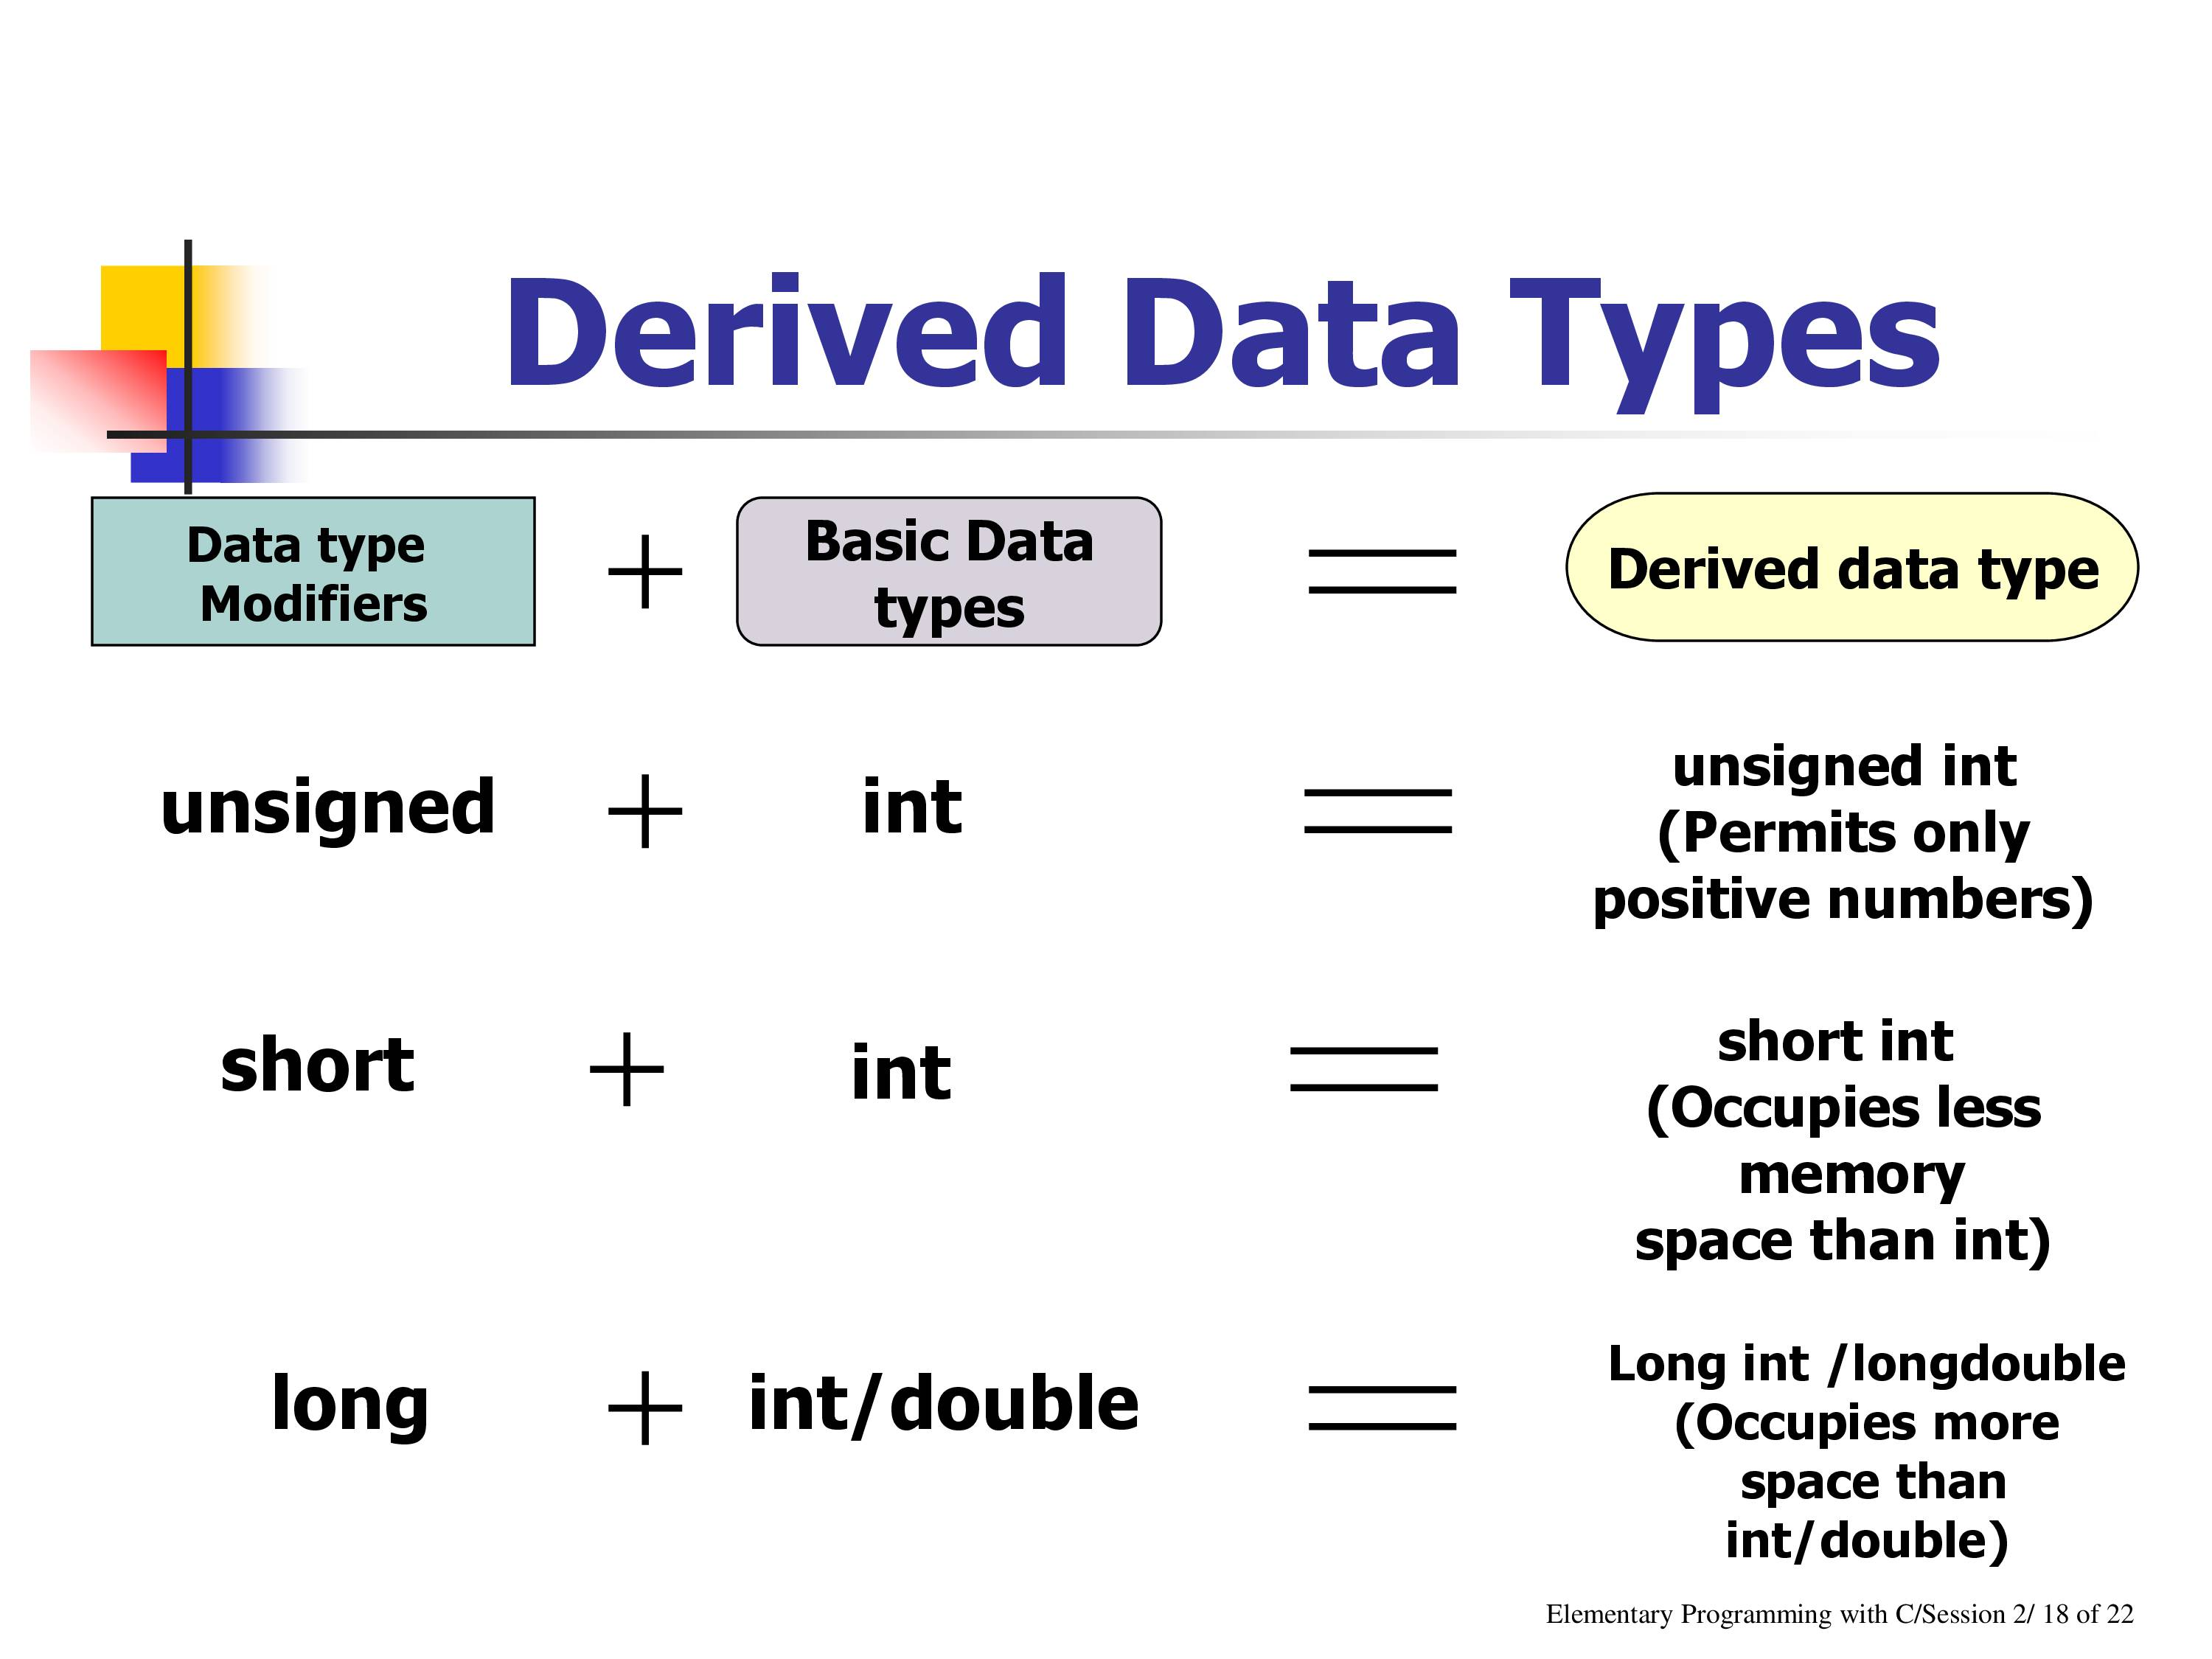 Derived Data Types
Data type
Modifiers
+
Basic Data
types
=
Derived data type
unsigned
+
int
=
unsigned int
(Permits only
positive numbers)
short
+
int
=
short int
(Occupies less
memory
space than int)
long
+
int/double
=
Long int /longdouble
(Occupies more
space than
int/double)
Elementary Programming with C/Session 2/ 18 of 22